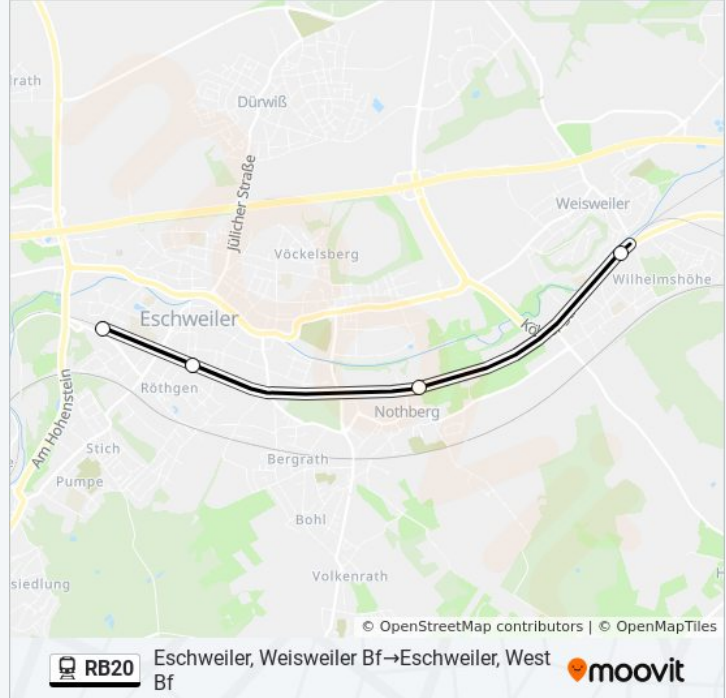 lrath
Dürwiß
Jülicher Straße
Weisweiler
Vöckelsberg
Wilhelmshöhe
Eschweiler
Röthgen
Am Hohenstein
Nothberg
Stich
Bergrath
Pumpe
Bohl
siedlung
Volkenrath
H
© OpenStreetMap contributors | © OpenMapTiles
RB20
Eschweiler, Weisweiler Bf→Eschweiler, West
Bf
moovit